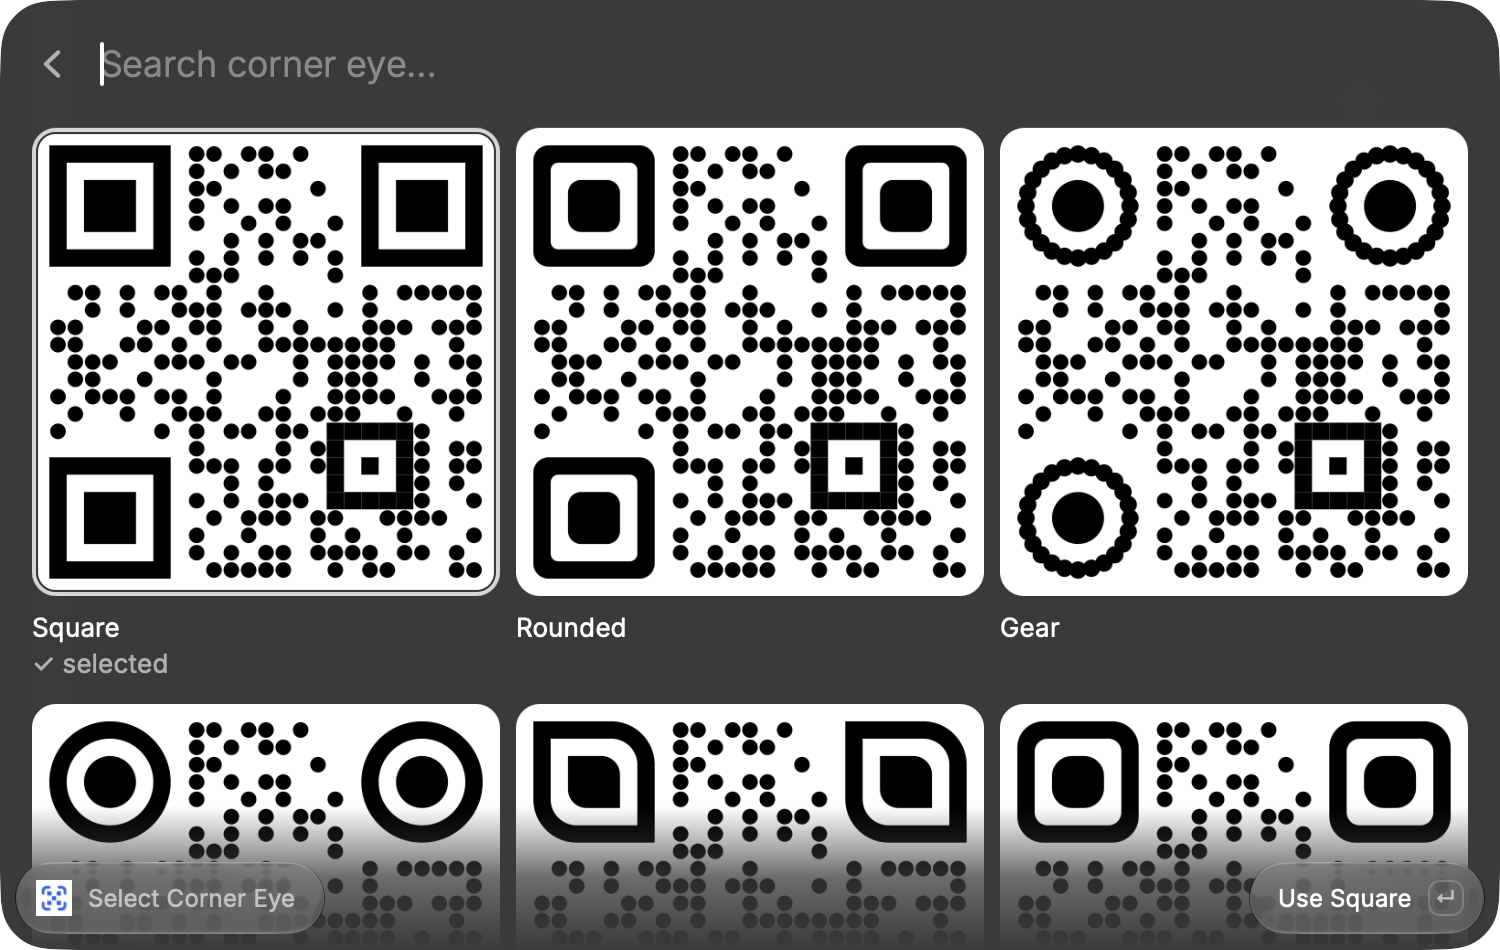 Search corner eye...
Square
✓ selected
Rounded
Gear
Select Corner Eye
Use Square